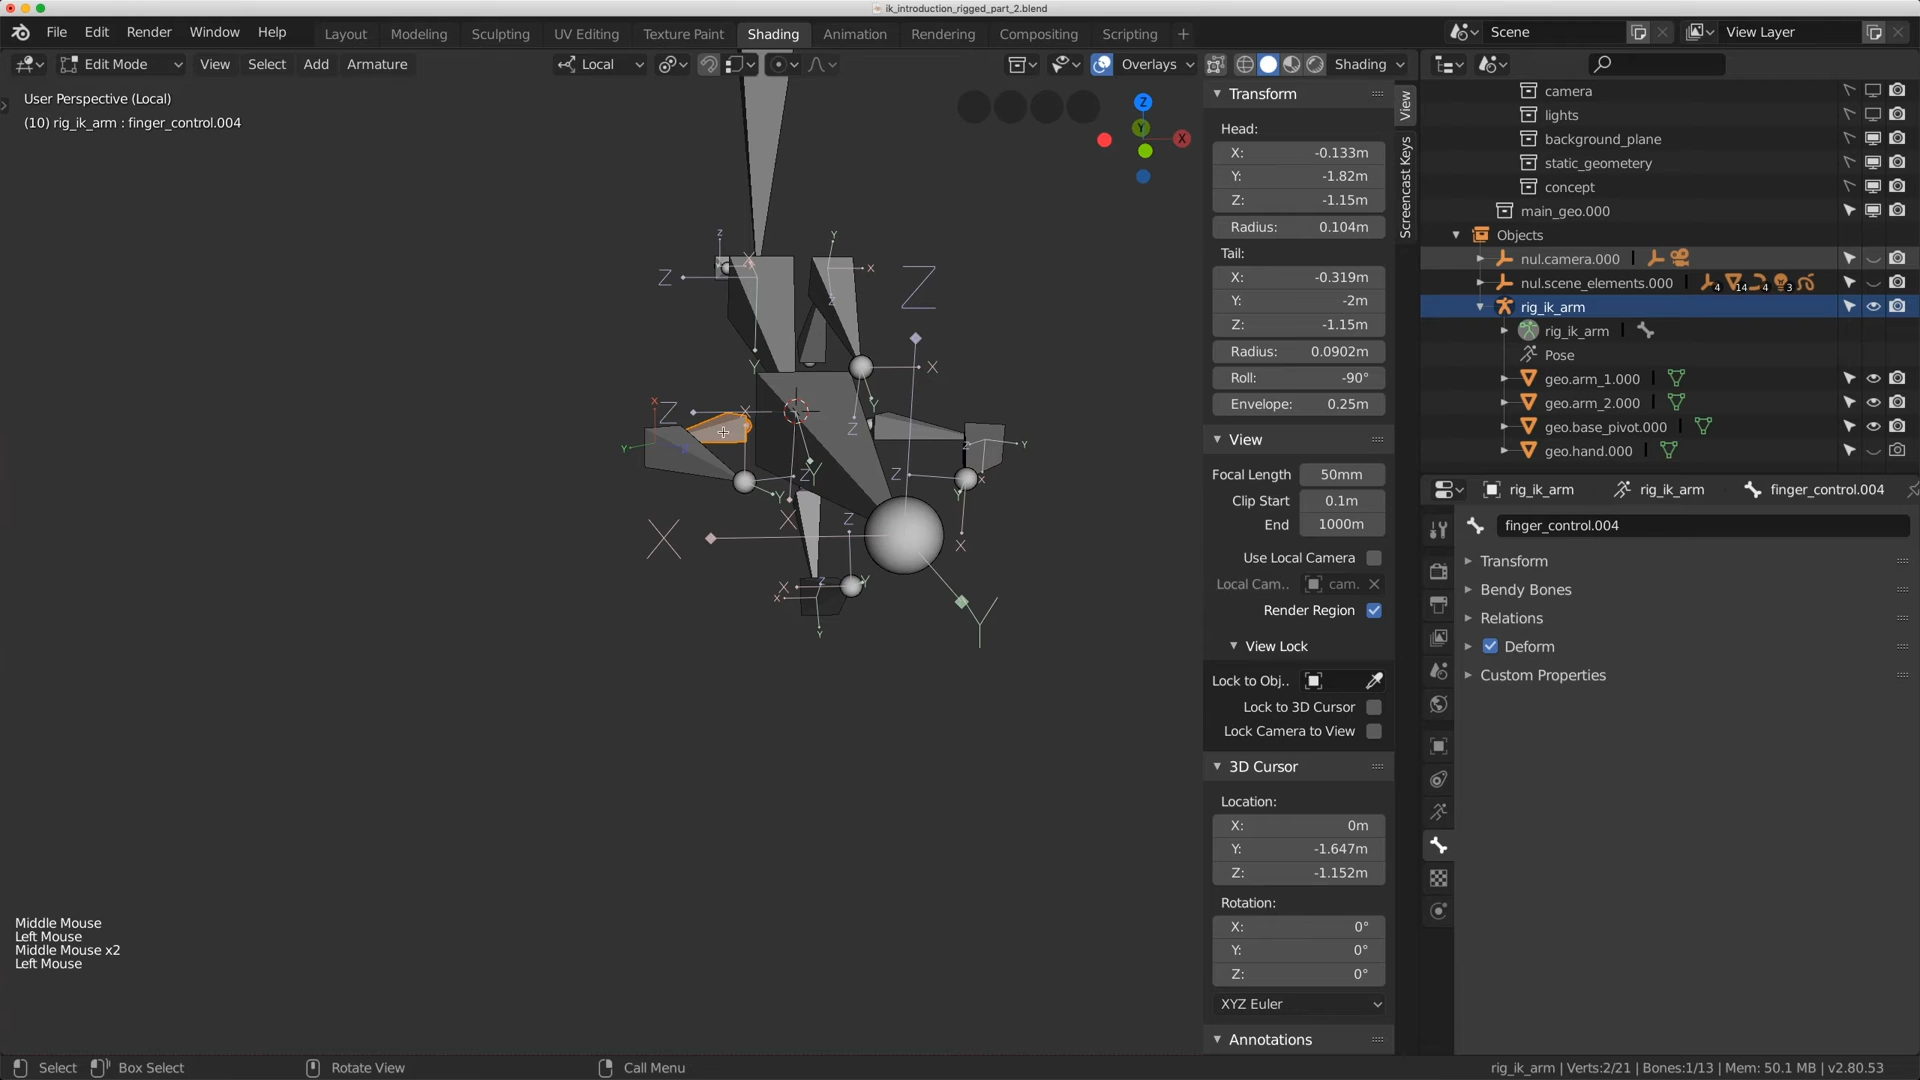 ik_introduction_rigged_part_2.blend
File Edit Render Window Help Layout Modeling Sculpting UV Editing Texture Paint Shading Animation Rendering Compositing Scripting + Scene View Layer
Edit Mode View Select Add Armature Local Overlays Shading
User Perspective (Local)
(10) rig_ik_arm : finger_control.004
Transform
Head:
X: -0.133m
Y: -1.82m
Z: -1.15m
Radius: 0.104m
Tail:
X: -0.319m
Y: -2m
Z: -1.15m
Radius: 0.0902m
Roll: -90°
Envelope: 0.25m
View
Focal Length 50mm
Clip Start 0.1m
End 1000m
Use Local Camera
Local Cam.. cam.
Render Region
View Lock
Lock to Obj..
Lock to 3D Cursor
Lock Camera to View
3D Cursor
Location:
X: 0m
Y: -1.647m
Z: -1.152m
Rotation:
X: 0°
Y: 0°
Z: 0°
XYZ Euler
Annotations
View
Screencast Keys
camera
lights
background_plane
static_geometery
concept
main_geo.000
Objects
nul.camera.000
nul.scene_elements.000 4 14 4 3
rig_ik_arm
rig_ik_arm
Pose
geo.arm_1.000
geo.arm_2.000
geo.base_pivot.000
geo.hand.000
rig_ik_arm rig_ik_arm finger_control.004
finger_control.004
Transform
Bendy Bones
Relations
Deform
Custom Properties
Middle Mouse
Left Mouse
Middle Mouse x2
Left Mouse
Select Box Select Rotate View Call Menu rig_ik_arm | Verts:2/21 | Bones:1/13 | Mem: 50.1 MB | v2.80.53